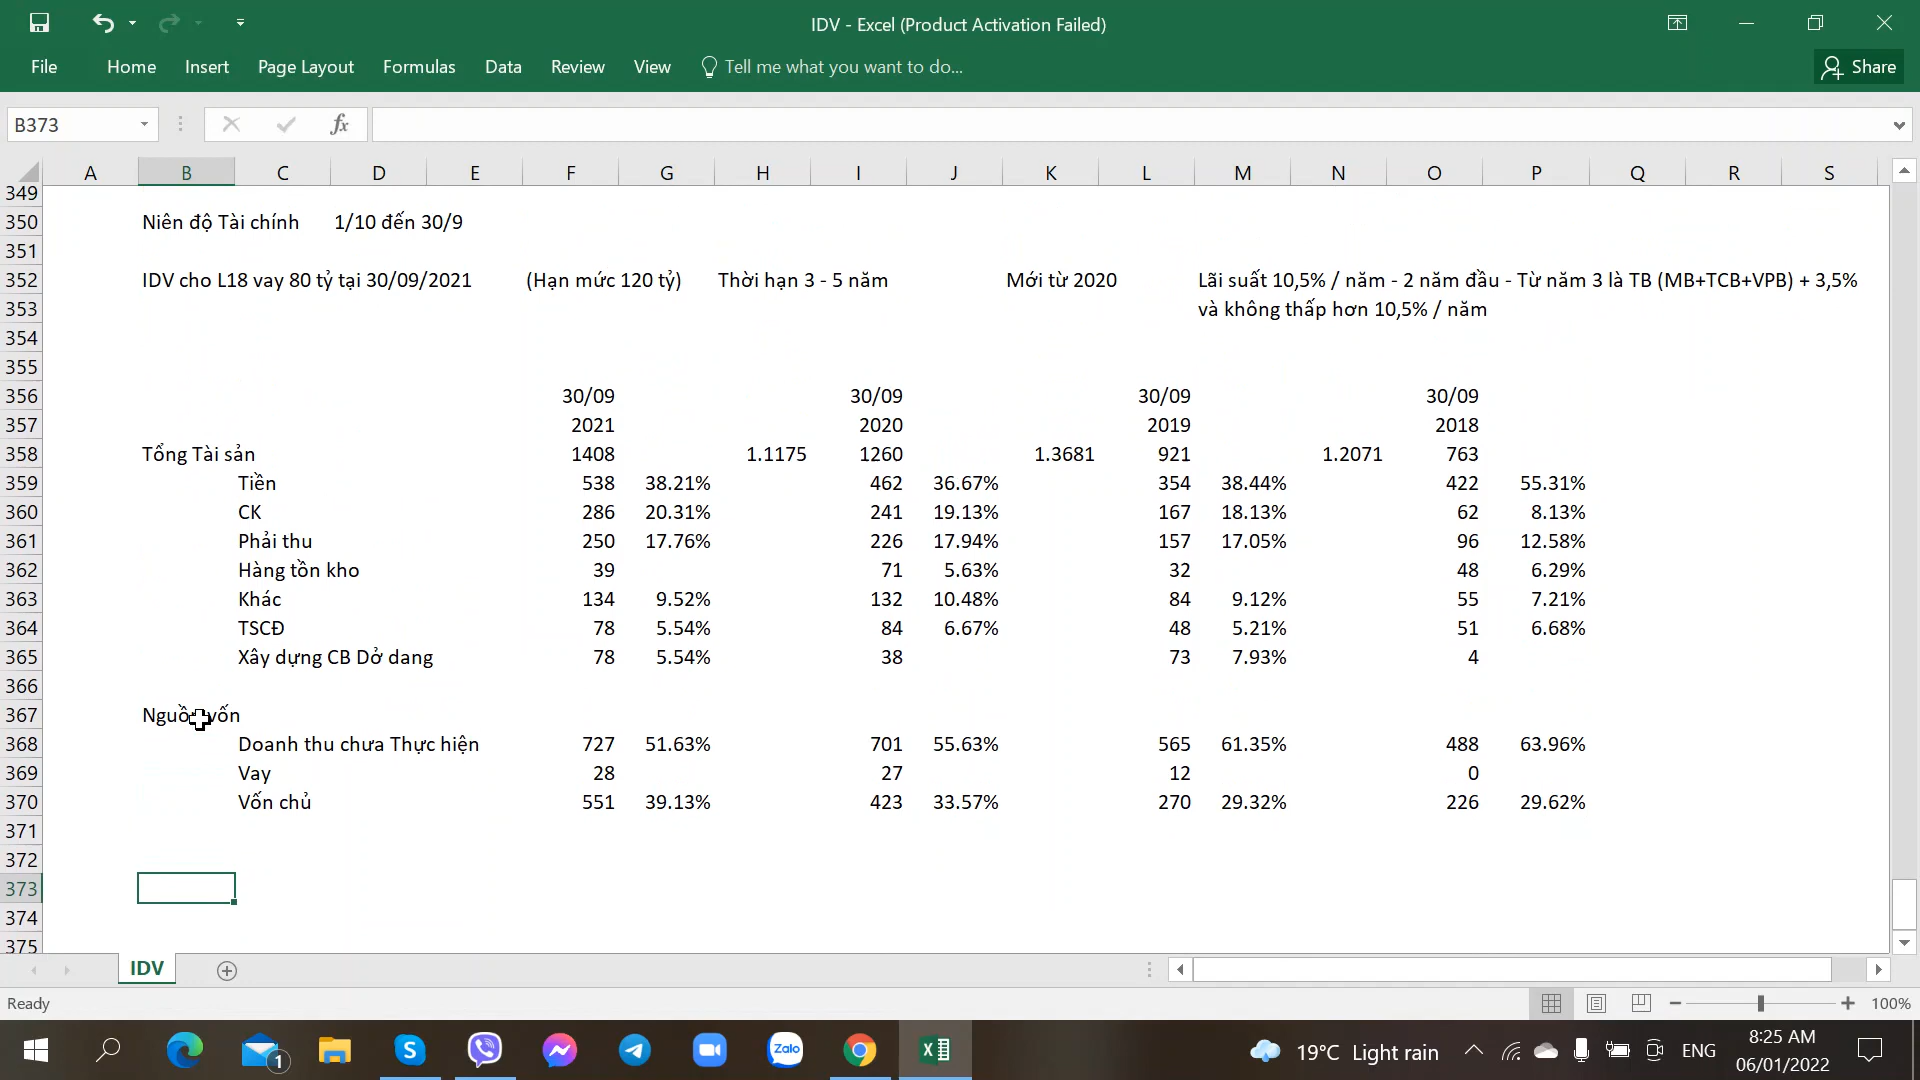 IDV - Excel (Product Activation Failed)
File Home Insert Page Layout Formulas Data Review View Tell me what you want to do... Share
B373 fx
A B C D E F G H I J K L M N O P Q R S
349
350 Niên độ Tài chính 1/10 đến 30/9
351
352 IDV cho L18 vay 80 tỷ tại 30/09/2021 (Hạn mức 120 tỷ) Thời hạn 3 - 5 năm Mới từ 2020 Lãi suất 10,5% / năm - 2 năm đầu - Từ năm 3 là TB (MB+TCB+VPB) + 3,5%
353 và không thấp hơn 10,5% / năm
354
355
356 30/09 30/09 30/09 30/09
357 2021 2020 2019 2018
358 Tổng Tài sản 1408 1.1175 1260 1.3681 921 1.2071 763
359 Tiền 538 38.21% 462 36.67% 354 38.44% 422 55.31%
360 CK 286 20.31% 241 19.13% 167 18.13% 62 8.13%
361 Phải thu 250 17.76% 226 17.94% 157 17.05% 96 12.58%
362 Hàng tồn kho 39 71 5.63% 32 48 6.29%
363 Khác 134 9.52% 132 10.48% 84 9.12% 55 7.21%
364 TSCĐ 78 5.54% 84 6.67% 48 5.21% 51 6.68%
365 Xây dựng CB Dở dang 78 5.54% 38 73 7.93% 4
366
367 Nguồn vốn
368 Doanh thu chưa Thực hiện 727 51.63% 701 55.63% 565 61.35% 488 63.96%
369 Vay 28 27 12 0
370 Vốn chủ 551 39.13% 423 33.57% 270 29.32% 226 29.62%
371
372
373
374
375
IDV
Ready 100%
1 Zalo 19°C Light rain ENG 8:25 AM
06/01/2022